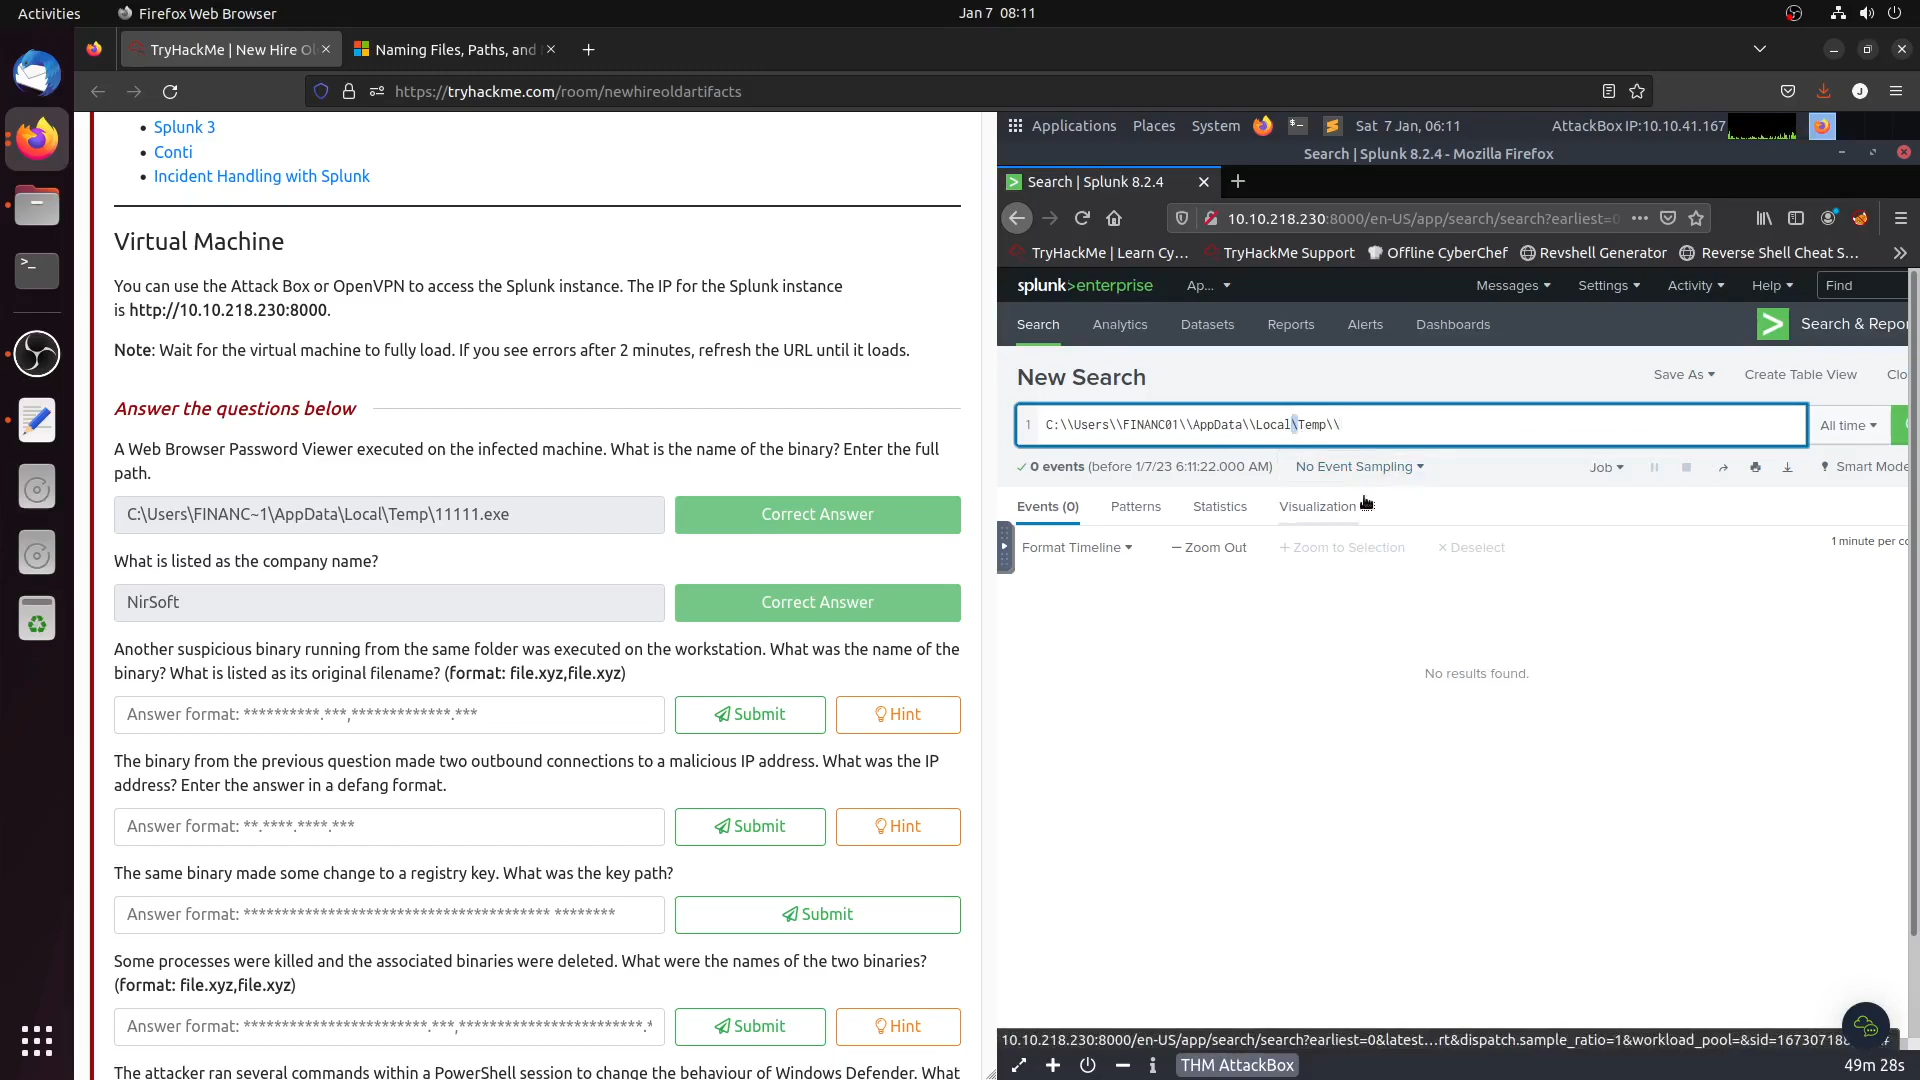 Activities
Firefox Web Browser
Jan 7 08:11
TryHackMe | New Hire Ol
Naming Files, Paths, and
https://tryhackme.com/room/newhireoldartifacts
Splunk 3
Conti
Incident Handling with Splunk
Virtual Machine
You can use the Attack Box or OpenVPN to access the Splunk instance. The IP for the Splunk instance
is http://10.10.218.230:8000.
Note: Wait for the virtual machine to fully load. If you see errors after 2 minutes, refresh the URL until it loads.
Answer the questions below
A Web Browser Password Viewer executed on the infected machine. What is the name of the binary? Enter the full
path.
C:\Users\FINANC~1\AppData\Local\Temp\11111.exe
Correct Answer
What is listed as the company name?
NirSoft
Correct Answer
Another suspicious binary running from the same folder was executed on the workstation. What was the name of the
binary? What is listed as its original filename? (format: file.xyz,file.xyz)
Answer format: **********.***,*************.***
Submit
Hint
The binary from the previous question made two outbound connections to a malicious IP address. What was the IP
address? Enter the answer in a defang format.
Answer format: **.****.****.***
Submit
Hint
The same binary made some change to a registry key. What was the key path?
Answer format: **************************************** ********
Submit
Some processes were killed and the associated binaries were deleted. What were the names of the two binaries?
(format: file.xyz,file.xyz)
Answer format: ************************.***,************************.*
Submit
Hint
The attacker ran several commands within a PowerShell session to change the behaviour of Windows Defender. What
Applications
Places
System
Sat 7 Jan, 06:11
AttackBox IP:10.10.41.167
Search | Splunk 8.2.4 - Mozilla Firefox
Search | Splunk 8.2.4
10.10.218.230:8000/en-US/app/search/search?earliest=0
TryHackMe | Learn Cy…
TryHackMe Support
Offline CyberChef
Revshell Generator
Reverse Shell Cheat S…
splunk>enterprise
Ap...
Messages
Settings
Activity
Help
Find
Search
Analytics
Datasets
Reports
Alerts
Dashboards
Search & Repor
New Search
Save As
Create Table View
Clo
1 C:\\Users\\FINANC01\\AppData\\Local\Temp\\
All time
0 events (before 1/7/23 6:11:22.000 AM)
No Event Sampling
Job
Smart Mode
Events (0)
Patterns
Statistics
Visualization
Format Timeline
– Zoom Out
+ Zoom to Selection
× Deselect
1 minute per co
No results found.
THM AttackBox
49m 28s